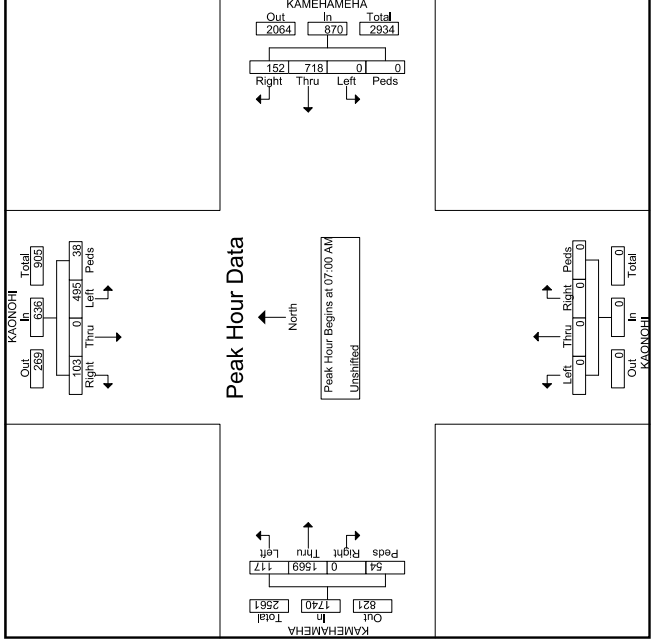 KAMEHAMEHA
Out In Total
2064 870 2934
152 718 0 0
Right Thru Left Peds
KAONOHI
Out In Total
269 636 905
103 0 495 38
Right Thru Left Peds
Peak Hour Data
North
Peak Hour Begins at 07:00 AM
Unshifted
Left Thru Right Peds
0 0 0 0
0 0 0
Out In Total
KAONOHI
Left Thru Right Peds
117 1569 0 54
2561 1740 821
Total In Out
KAMEHAMEHA